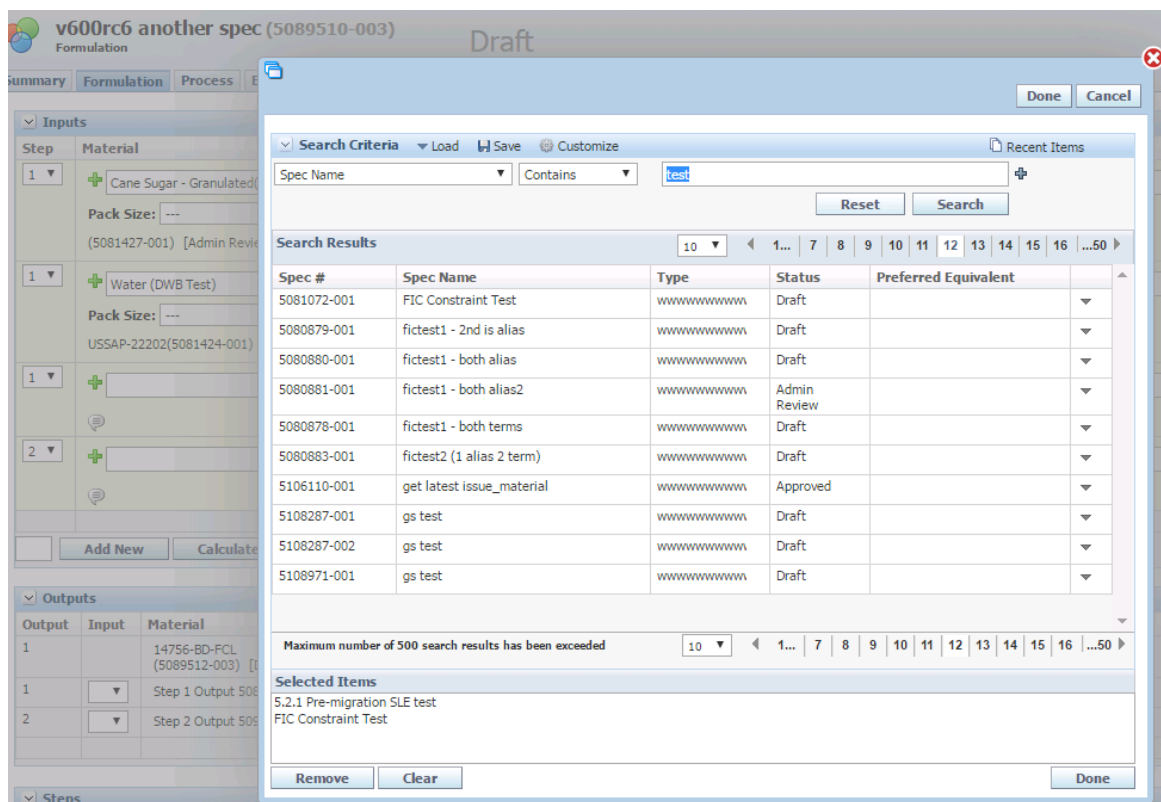 v600rc6 another spec (5089510-003)
Formulation
Draft
Summary Formulation Process E
Inputs
Step Material
1 Cane Sugar - Granulated(
Pack Size: ---
(5081427-001) [Admin Revie
1 Water (DWB Test)
Pack Size: ---
USSAP-22202(5081424-001)
1
2
Add New Calculate
Outputs
Output Input Material
1 14756-BD-FCL
(5089512-003) [D
1 Step 1 Output 508
2 Step 2 Output 509
Steps
Done Cancel
Search Criteria Load Save Customize Recent Items
Spec Name Contains test
Reset Search
Search Results 10 1... 7 8 9 10 11 12 13 14 15 16 ...50
Spec # Spec Name Type Status Preferred Equivalent
5081072-001 FIC Constraint Test Draft
5080879-001 fictest1 - 2nd is alias Draft
5080880-001 fictest1 - both alias Draft
5080881-001 fictest1 - both alias2 Admin
Review
5080878-001 fictest1 - both terms Draft
5080883-001 fictest2 (1 alias 2 term) Draft
5106110-001 get latest issue_material Approved
5108287-001 gs test Draft
5108287-002 gs test Draft
5108971-001 gs test Draft
Maximum number of 500 search results has been exceeded 10 1... 7 8 9 10 11 12 13 14 15 16 ...50
Selected Items
5.2.1 Pre-migration SLE test
FIC Constraint Test
Remove Clear Done